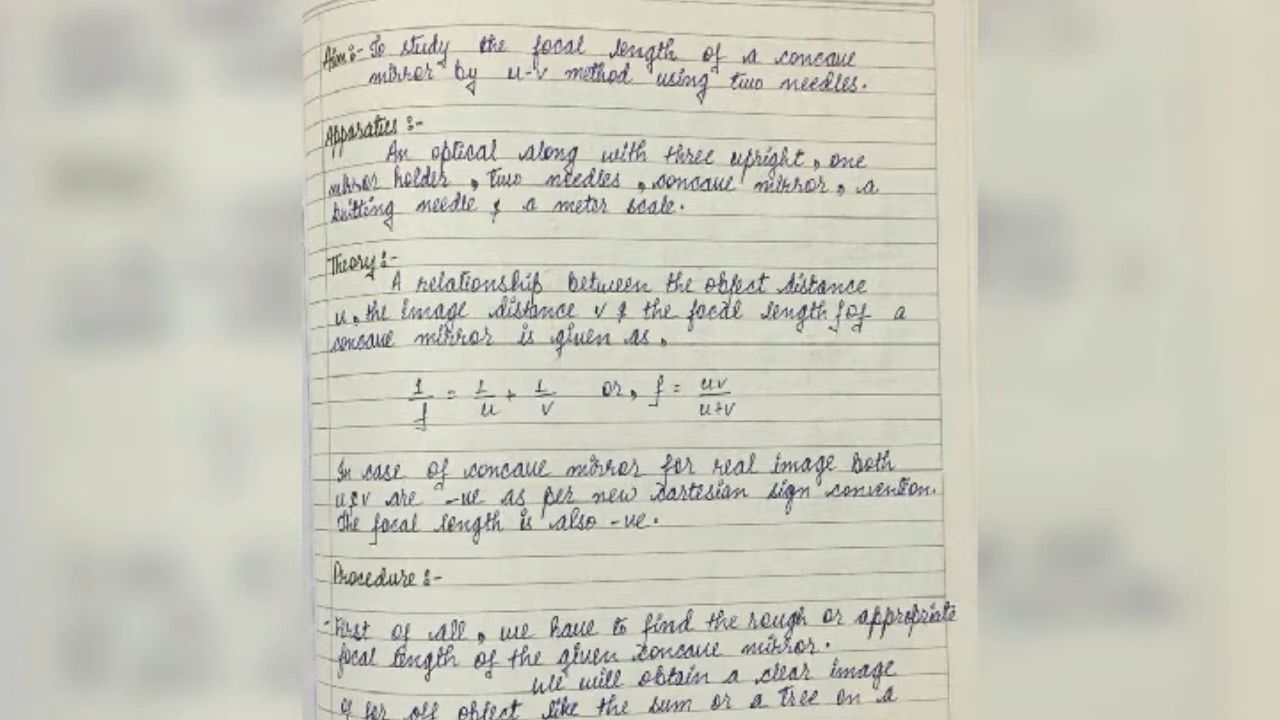 Aim :- To study the focal length of a concave
mirror by u-v method using two needles.
Apparatus :-
An optical along with three upright, one
mirror holder, two needles, concave mirror, a
knitting needle & a meter scale.
Theory :-
A relationship between the object distance
u, the image distance v & the focal length f of a
concave mirror is given as,
1/f = 1/u + 1/v or, f = uv/u+v
In case of concave mirror for real image both
u & v are -ve as per new cartesian sign convention.
The focal length is also -ve.
Procedure :-
- First of all, we have to find the rough or appropriate
focal length of the given concave mirror.
we will obtain a clear image
of far off object like the sum or a tree on a